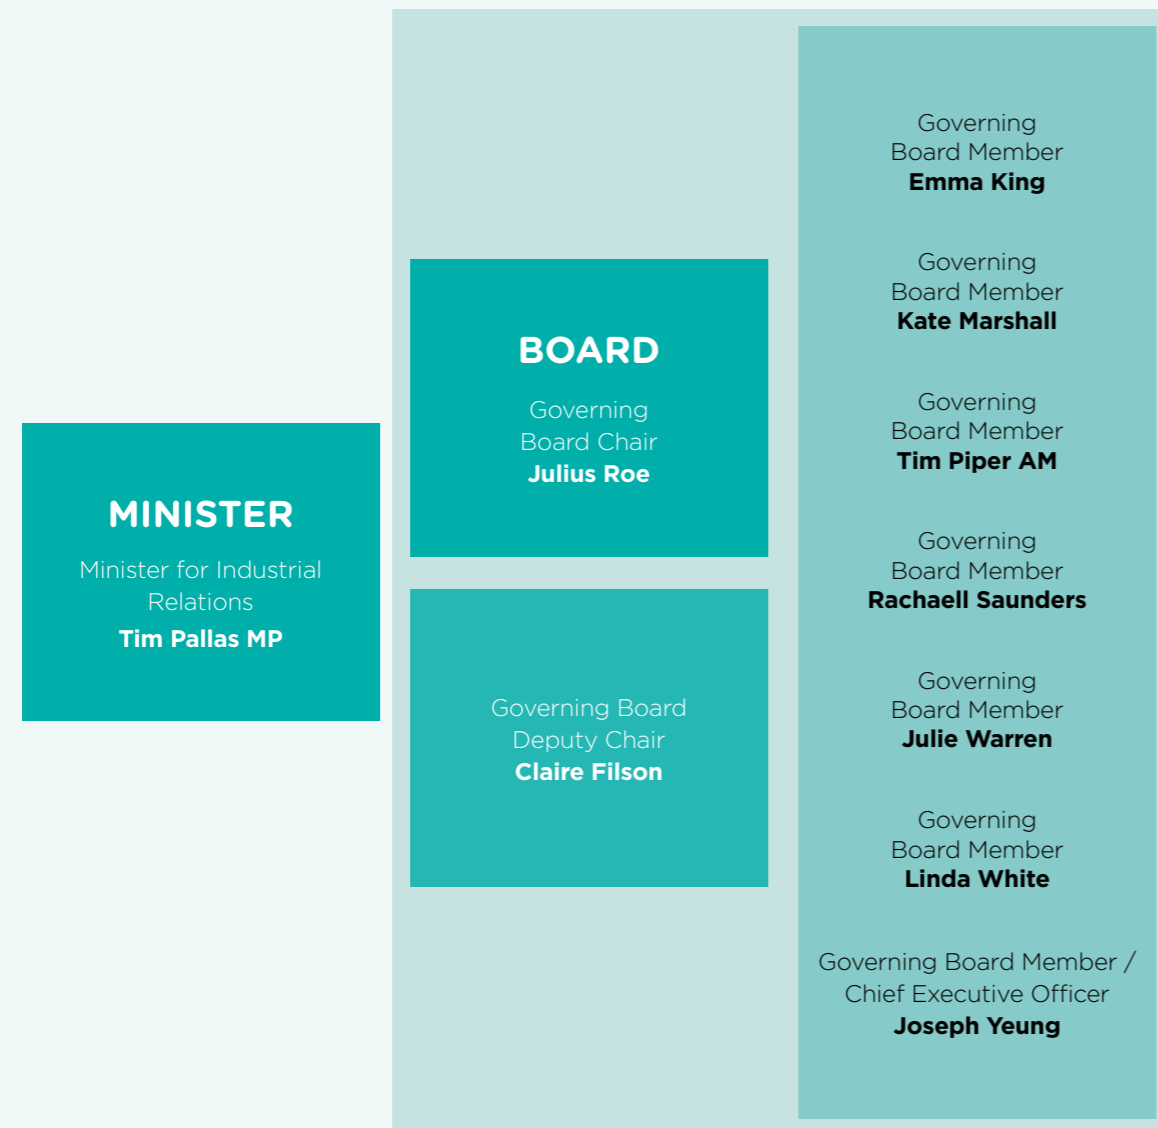 MINISTER
Minister for Industrial
Relations
Tim Pallas MP
BOARD
Governing
Board Chair
Julius Roe
Governing Board
Deputy Chair
Claire Filson
Governing
Board Member
Emma King
Governing
Board Member
Kate Marshall
Governing
Board Member
Tim Piper AM
Governing
Board Member
Rachaell Saunders
Governing
Board Member
Julie Warren
Governing
Board Member
Linda White
Governing Board Member /
Chief Executive Officer
Joseph Yeung